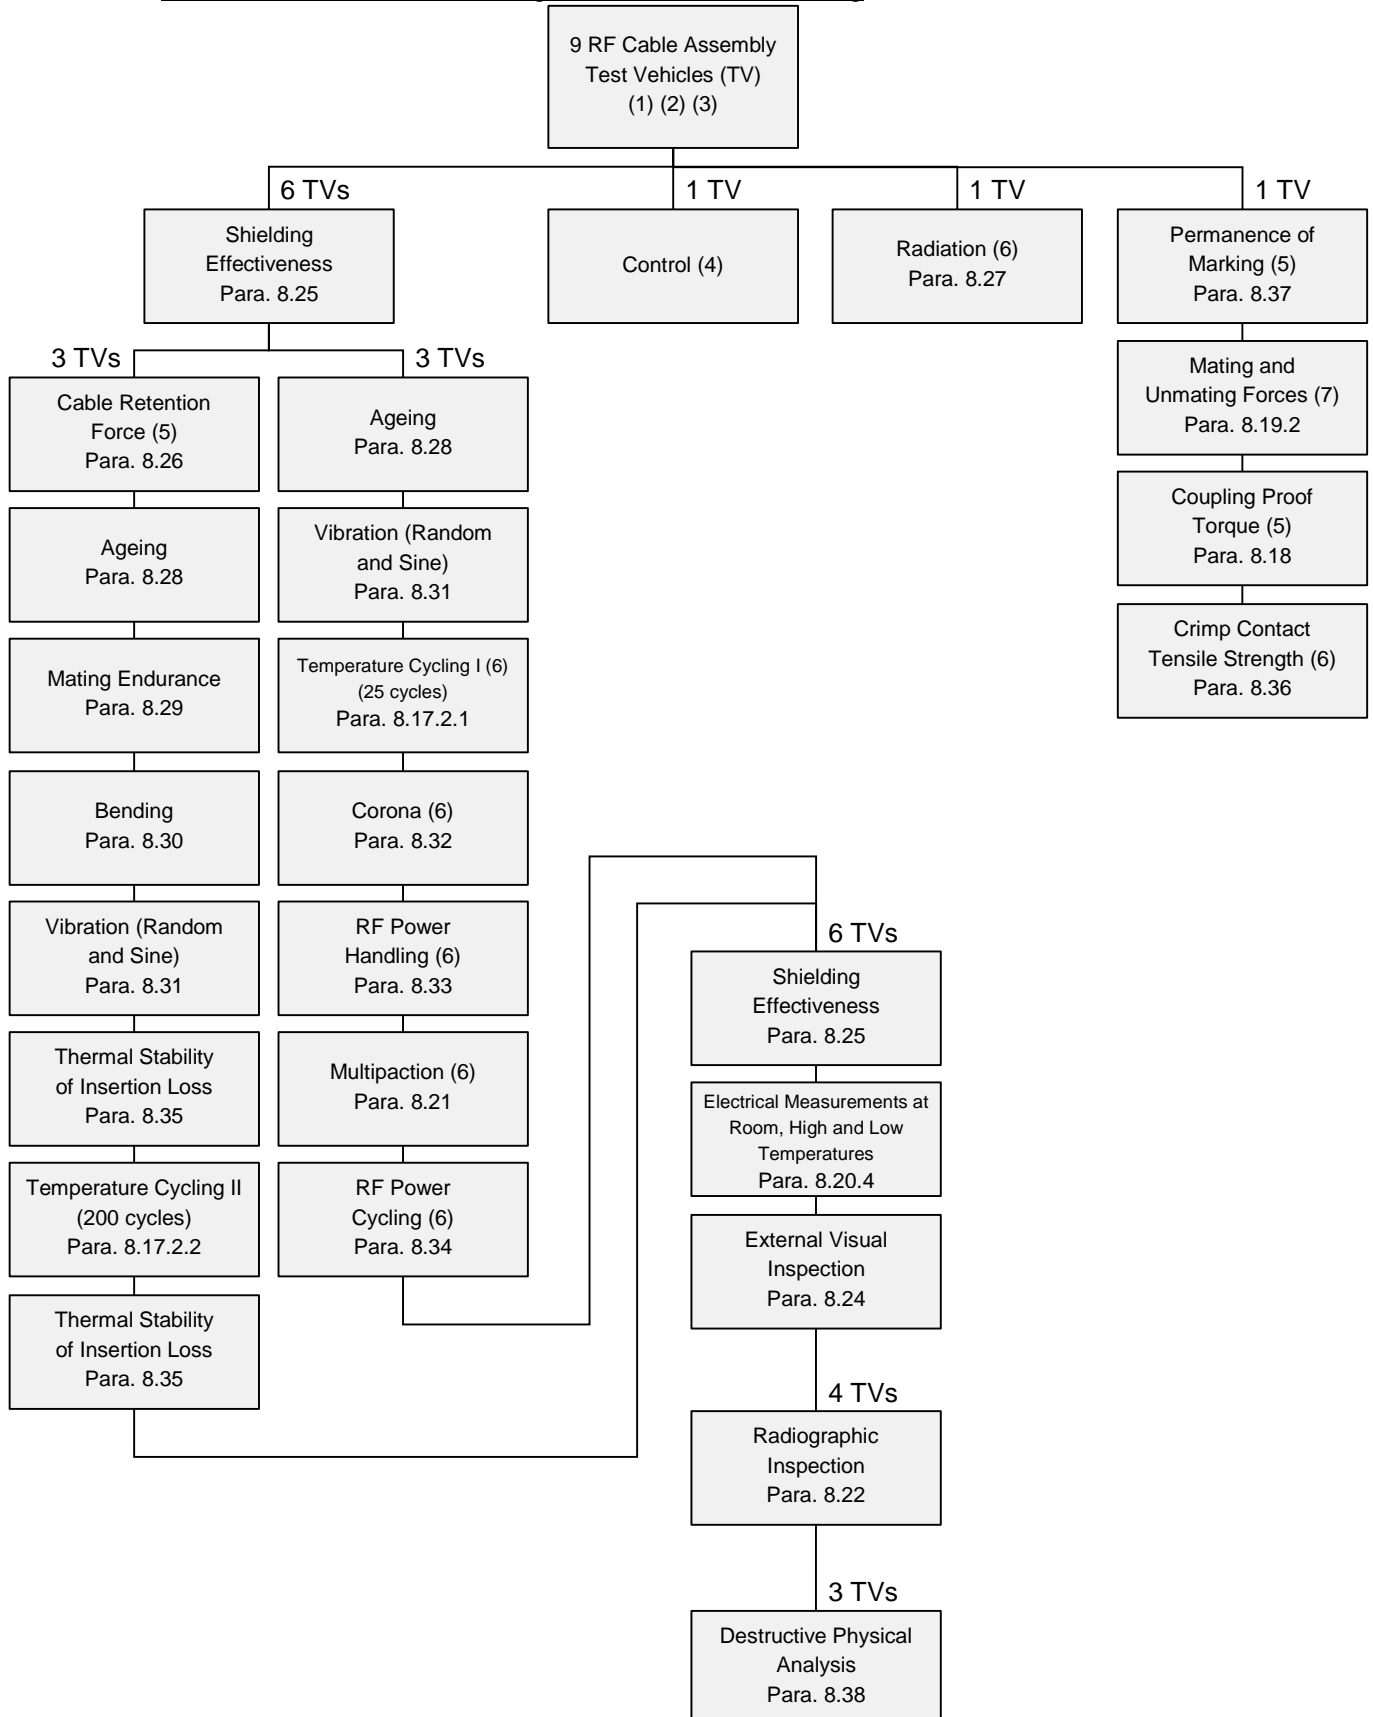 9 RF Cable Assembly
Test Vehicles (TV)
(1) (2) (3)
6 TVs
1 TV
1 TV
1 TV
Shielding
Effectiveness
Para. 8.25
Control (4)
Radiation (6)
Para. 8.27
Permanence of
Marking (5)
Para. 8.37
Mating and
Unmating Forces (7)
Para. 8.19.2
Coupling Proof
Torque (5)
Para. 8.18
Crimp Contact
Tensile Strength (6)
Para. 8.36
3 TVs
3 TVs
Cable Retention
Force (5)
Para. 8.26
Ageing
Para. 8.28
Mating Endurance
Para. 8.29
Bending
Para. 8.30
Vibration (Random
and Sine)
Para. 8.31
Thermal Stability
of Insertion Loss
Para. 8.35
Temperature Cycling II
(200 cycles)
Para. 8.17.2.2
Thermal Stability
of Insertion Loss
Para. 8.35
Ageing
Para. 8.28
Vibration (Random
and Sine)
Para. 8.31
Temperature Cycling I (6)
(25 cycles)
Para. 8.17.2.1
Corona (6)
Para. 8.32
RF Power
Handling (6)
Para. 8.33
Multipaction (6)
Para. 8.21
RF Power
Cycling (6)
Para. 8.34
6 TVs
Shielding
Effectiveness
Para. 8.25
Electrical Measurements at
Room, High and Low
Temperatures
Para. 8.20.4
External Visual
Inspection
Para. 8.24
4 TVs
Radiographic
Inspection
Para. 8.22
3 TVs
Destructive Physical
Analysis
Para. 8.38